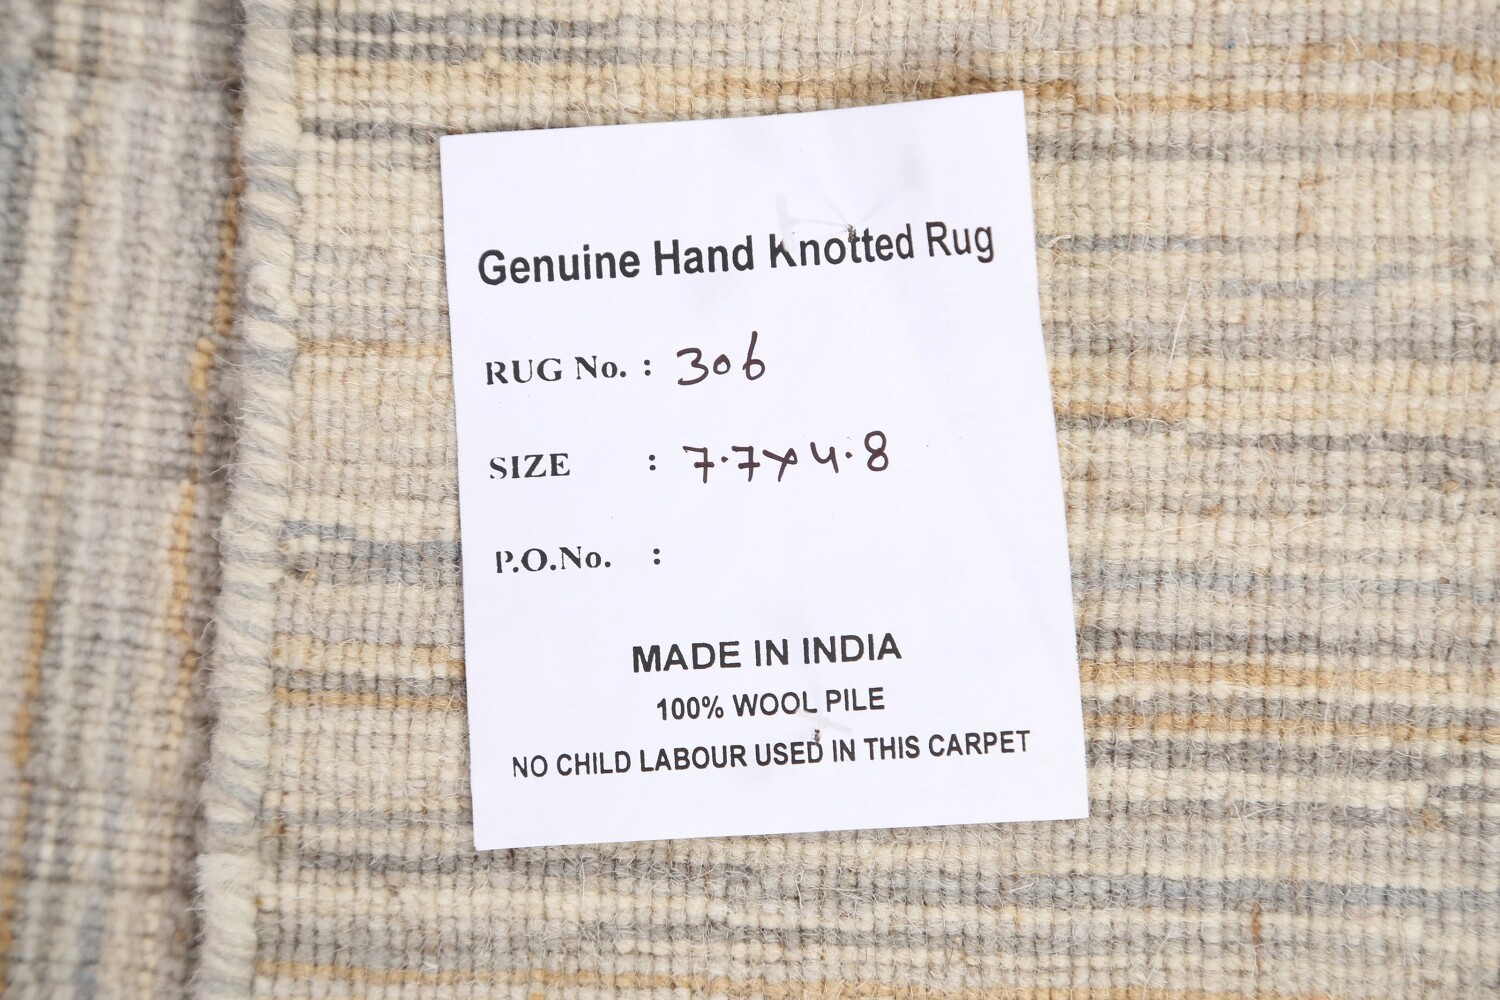 Genuine Hand Knotted Rug
RUG No. : 306
SIZE : 7.7x4.8
P.O.No. :
MADE IN INDIA
100% WOOL PILE
NO CHILD LABOUR USED IN THIS CARPET